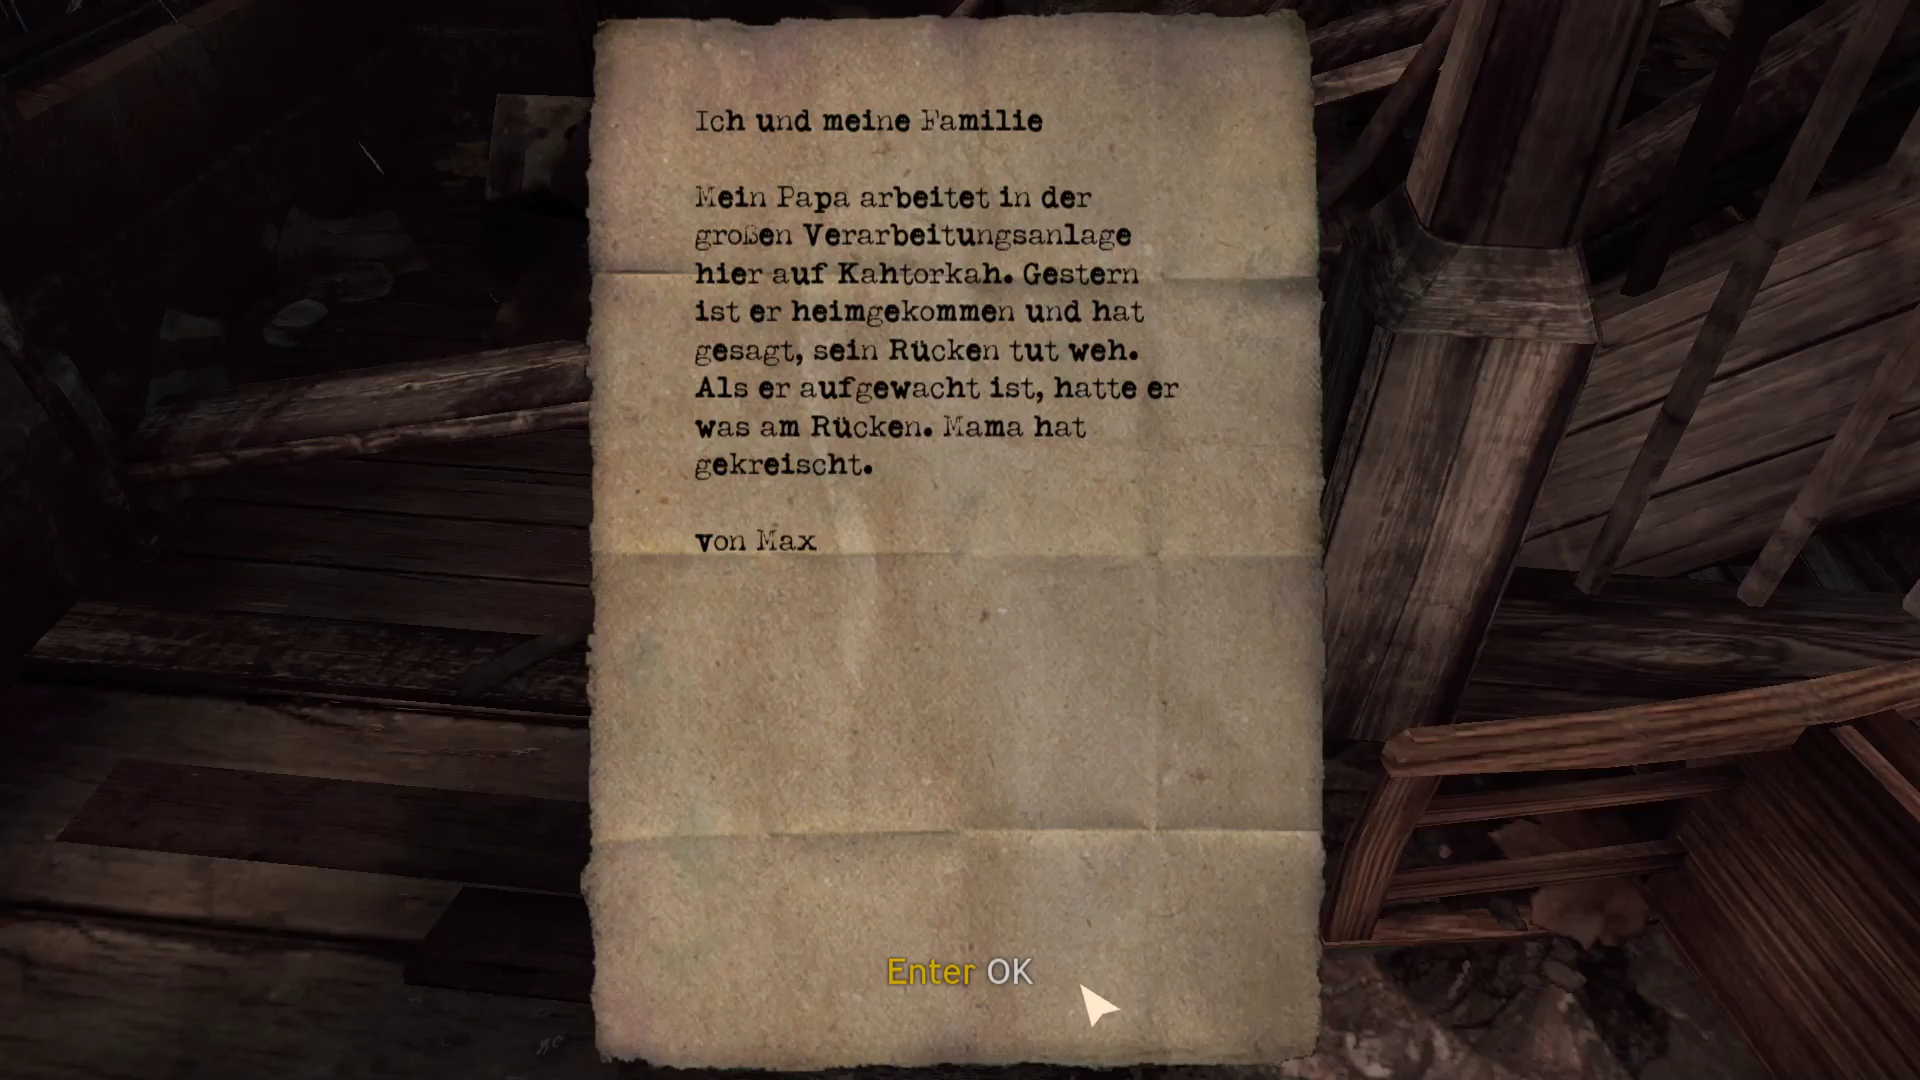 Ich und meine Familie
Mein Papa arbeitet in der
großen Verarbeitungsanlage
hier auf Kahtorkah. Gestern
ist er heimgekommen und hat
gesagt, sein Rücken tut weh.
Als er aufgewacht ist, hatte er
was am Rücken. Mama hat
gekreischt.
von Max
Enter OK